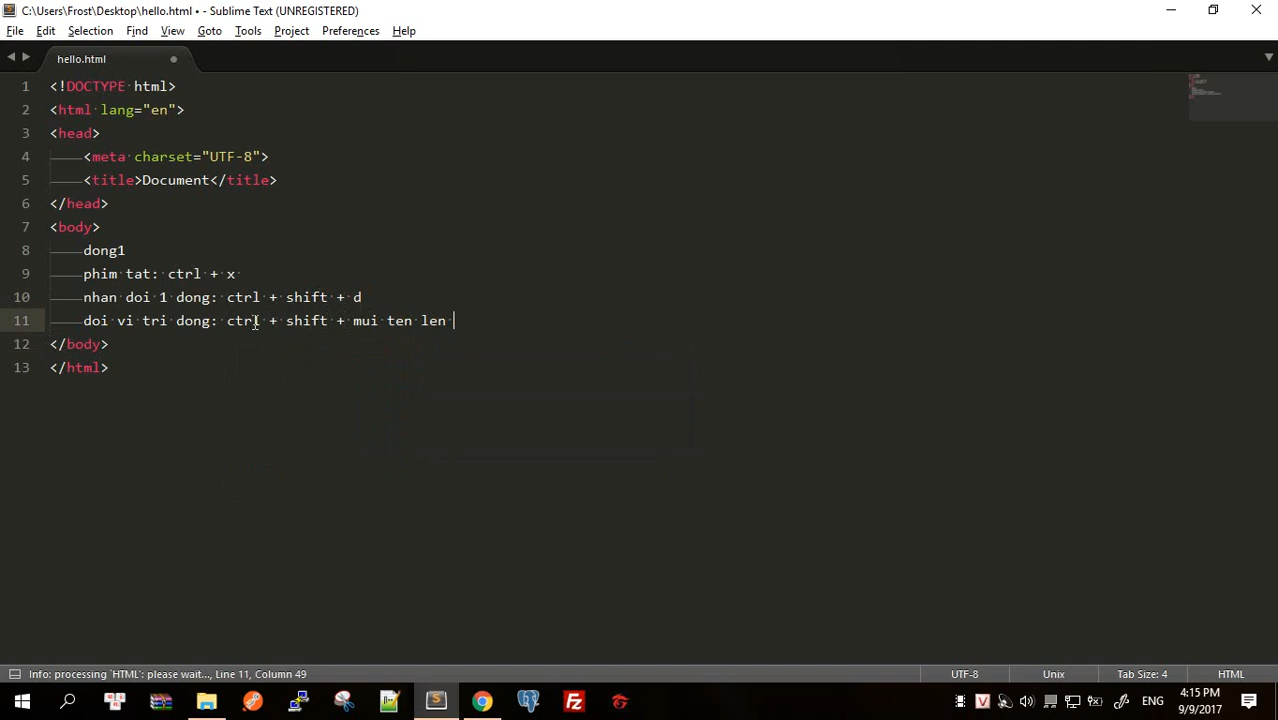 C:\Users\Frost\Desktop\hello.html • - Sublime Text (UNREGISTERED)
File Edit Selection Find View Goto Tools Project Preferences Help
hello.html
1 <!DOCTYPE html>
2 <html lang="en">
3 <head>
4 <meta charset="UTF-8">
5 <title>Document</title>
6 </head>
7 <body>
8 dong1
9 phim tat: ctrl + x
10 nhan doi 1 dong: ctrl + shift + d
11 doi vi tri dong: ctrl + shift + mui ten len
12 </body>
13 </html>
Info: processing `HTML': please wait..., Line 11, Column 49 UTF-8 Unix Tab Size: 4 HTML
ENG 4:15 PM
9/9/2017